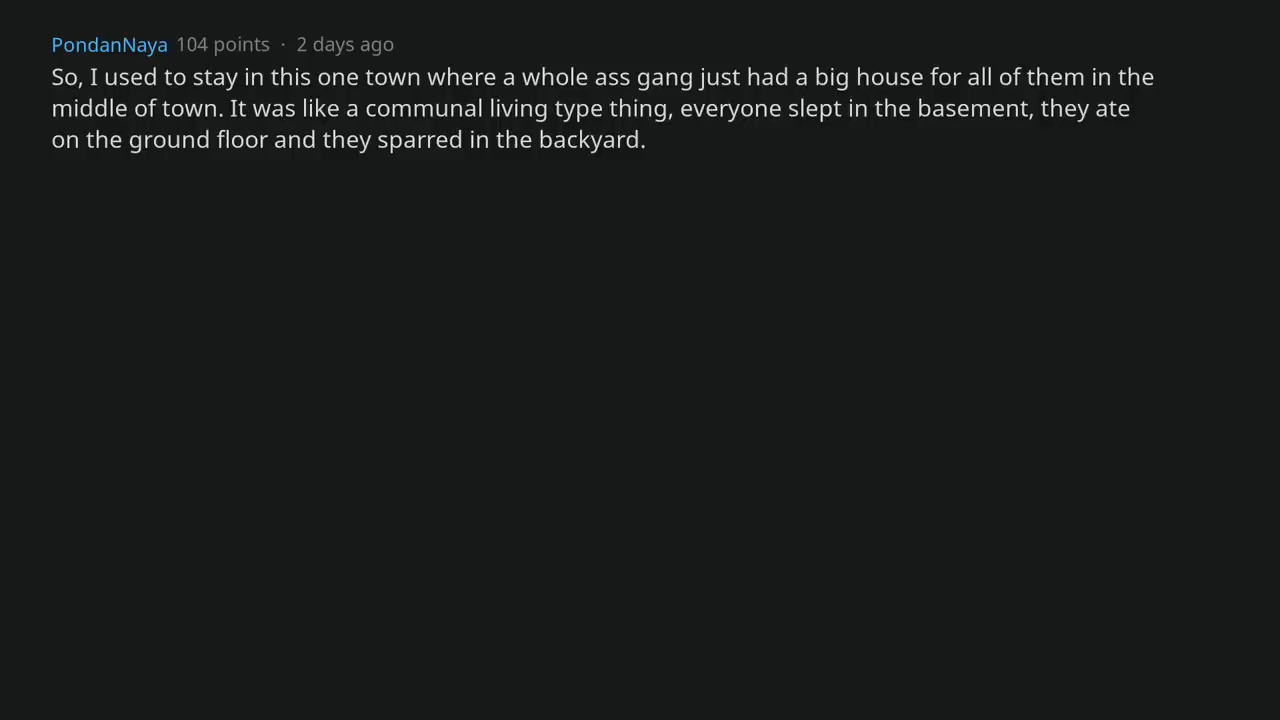 PondanNaya 104 points · 2 days ago
So, I used to stay in this one town where a whole ass gang just had a big house for all of them in the
middle of town. It was like a communal living type thing, everyone slept in the basement, they ate
on the ground floor and they sparred in the backyard.